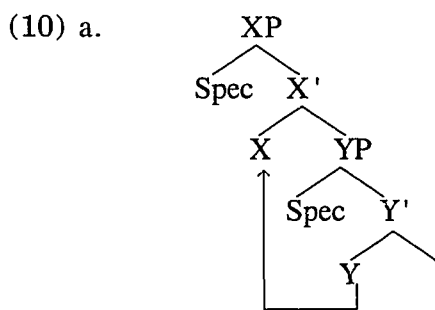 (10) a. XP
Spec X'
X YP
Spec Y'
Y